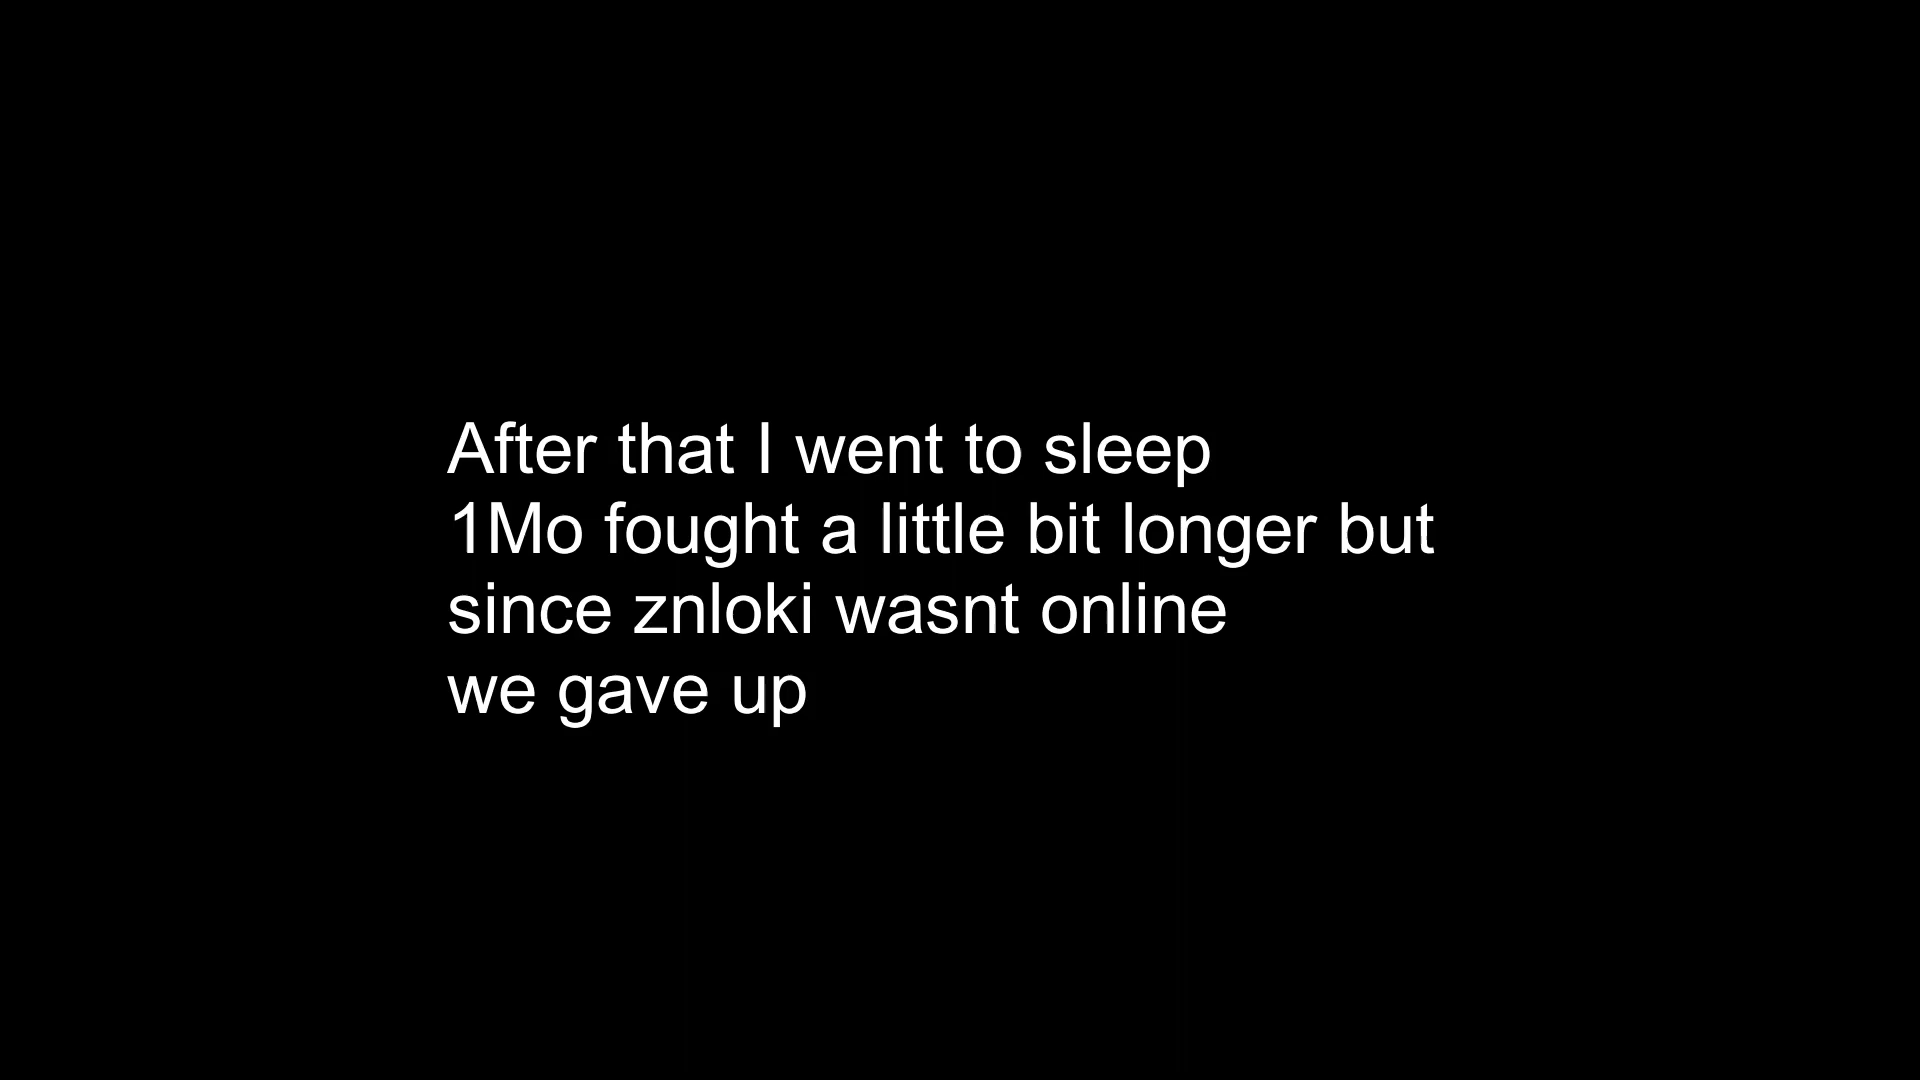 After that I went to sleep
1Mo fought a little bit longer but
since znloki wasnt online
we gave up